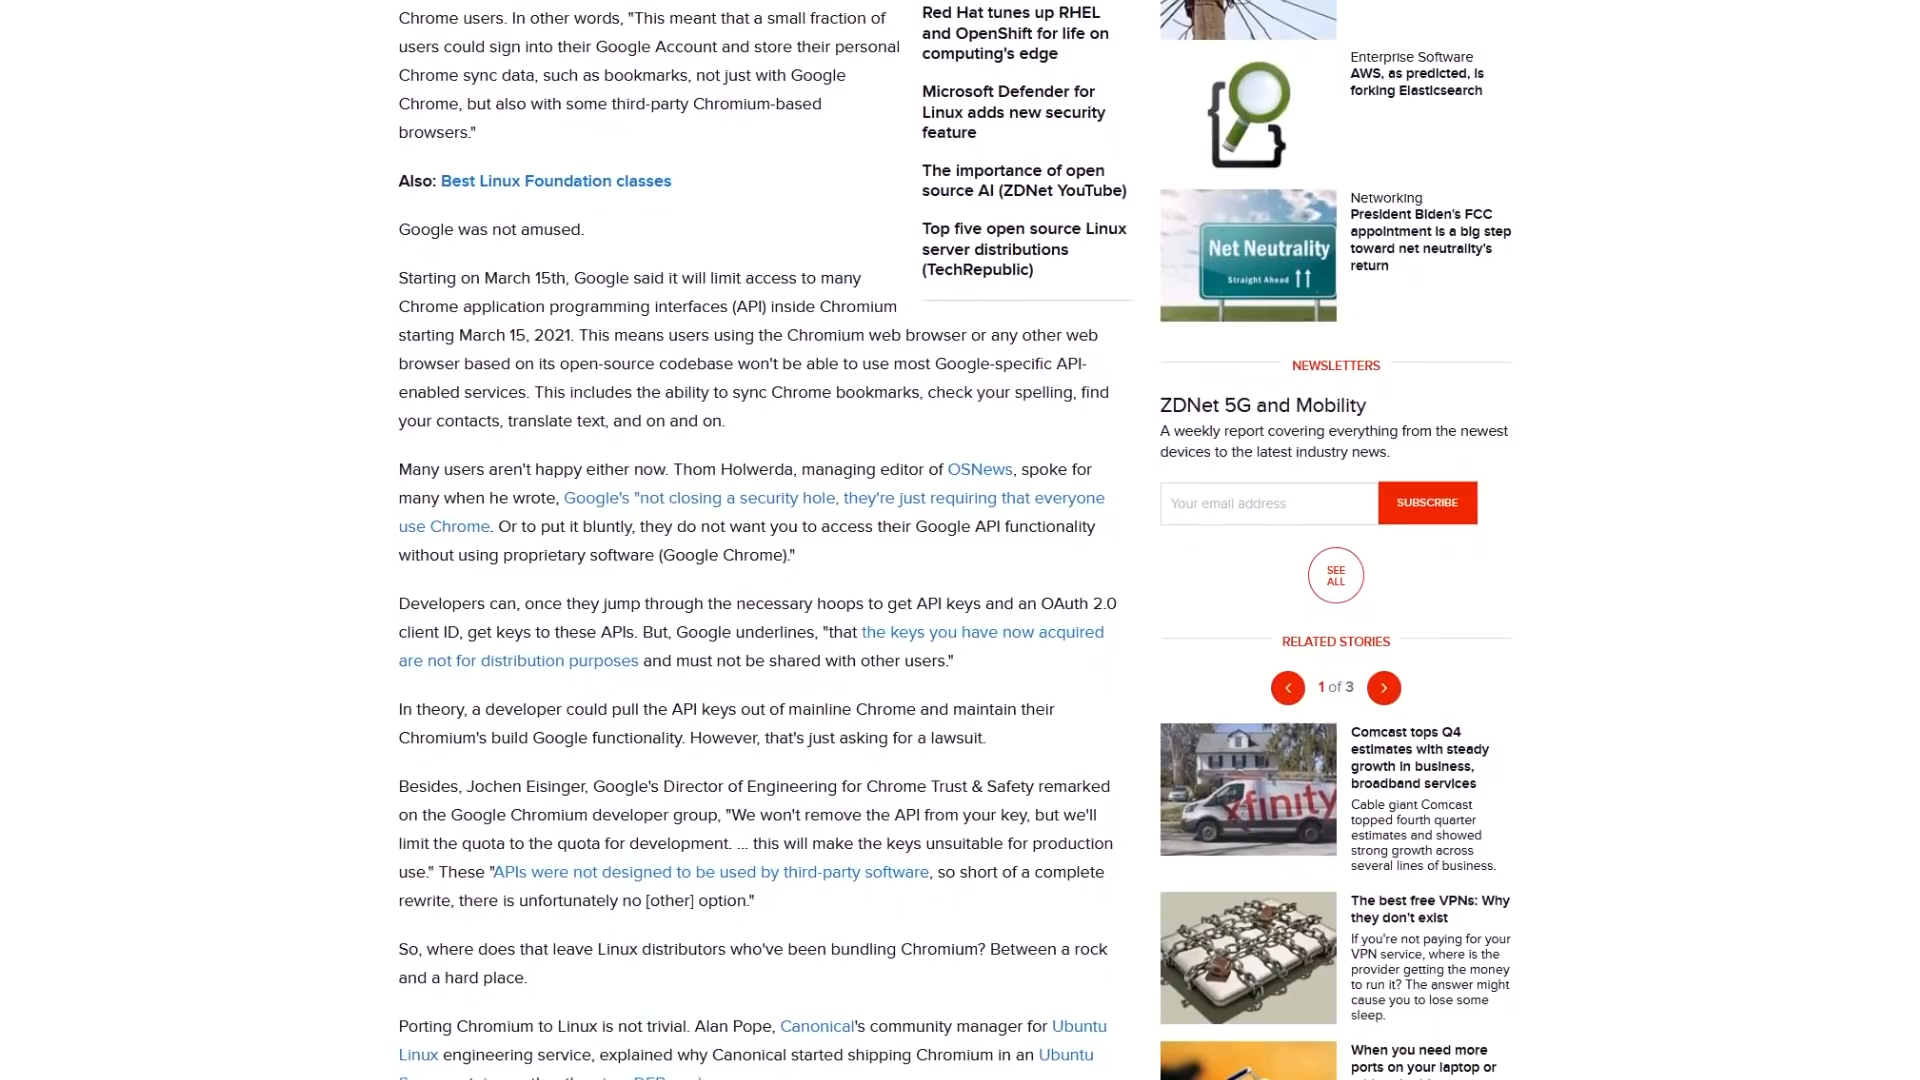 Chrome users. In other words, "This meant that a small fraction of
users could sign into their Google Account and store their personal
Chrome sync data, such as bookmarks, not just with Google
Chrome, but also with some third-party Chromium-based
browsers."
Also: Best Linux Foundation classes
Google was not amused.
Starting on March 15th, Google said it will limit access to many
Chrome application programming interfaces (API) inside Chromium
starting March 15, 2021. This means users using the Chromium web browser or any other web
browser based on its open-source codebase won't be able to use most Google-specific API-
enabled services. This includes the ability to sync Chrome bookmarks, check your spelling, find
your contacts, translate text, and on and on.
Many users aren't happy either now. Thom Holwerda, managing editor of OSNews, spoke for
many when he wrote, Google's "not closing a security hole, they're just requiring that everyone
use Chrome. Or to put it bluntly, they do not want you to access their Google API functionality
without using proprietary software (Google Chrome)."
Developers can, once they jump through the necessary hoops to get API keys and an OAuth 2.0
client ID, get keys to these APIs. But, Google underlines, "that the keys you have now acquired
are not for distribution purposes and must not be shared with other users."
In theory, a developer could pull the API keys out of mainline Chrome and maintain their
Chromium's build Google functionality. However, that's just asking for a lawsuit.
Besides, Jochen Eisinger, Google's Director of Engineering for Chrome Trust & Safety remarked
on the Google Chromium developer group, "We won't remove the API from your key, but we'll
limit the quota to the quota for development. ... this will make the keys unsuitable for production
use." These "APIs were not designed to be used by third-party software, so short of a complete
rewrite, there is unfortunately no [other] option."
So, where does that leave Linux distributors who've been bundling Chromium? Between a rock
and a hard place.
Porting Chromium to Linux is not trivial. Alan Pope, Canonical's community manager for Ubuntu
Linux engineering service, explained why Canonical started shipping Chromium in an Ubuntu
Red Hat tunes up RHEL
and OpenShift for life on
computing's edge
Microsoft Defender for
Linux adds new security
feature
The importance of open
source AI (ZDNet YouTube)
Top five open source Linux
server distributions
(TechRepublic)
Enterprise Software
AWS, as predicted, is
forking Elasticsearch
Net Neutrality
Straight Ahead
Networking
President Biden's FCC
appointment is a big step
toward net neutrality's
return
NEWSLETTERS
ZDNet 5G and Mobility
A weekly report covering everything from the newest
devices to the latest industry news.
Your email address
SUBSCRIBE
SEE
ALL
RELATED STORIES
1 of 3
xfinity
Comcast tops Q4
estimates with steady
growth in business,
broadband services
Cable giant Comcast
topped fourth quarter
estimates and showed
strong growth across
several lines of business.
The best free VPNs: Why
they don't exist
If you're not paying for your
VPN service, where is the
provider getting the money
to run it? The answer might
cause you to lose some
sleep.
When you need more
ports on your laptop or